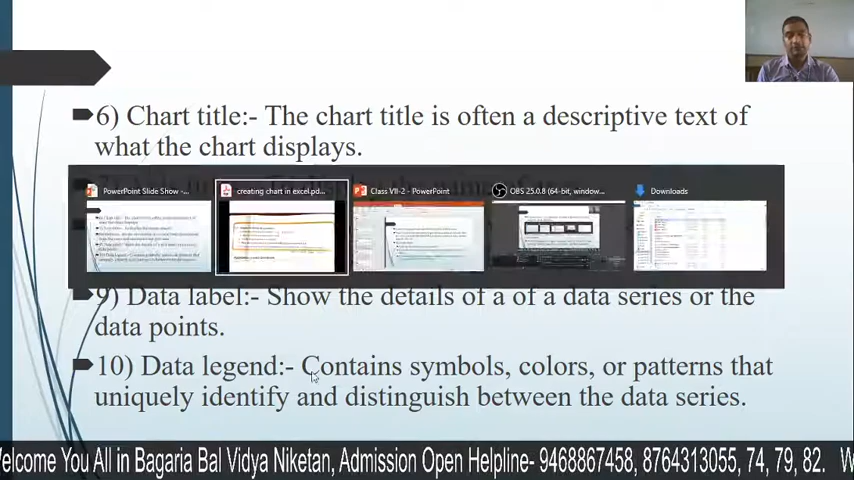 6) Chart title:- The chart title is often a descriptive text of
what the chart displays.
PowerPoint Slide Show -...
creating chart in excel.pd...
Class VII-2 - PowerPoint
OBS 25.0.8 (64-bit, window...
Downloads
9) Data label:- Show the details of a of a data series or the
data points.
10) Data legend:- Contains symbols, colors, or patterns that
uniquely identify and distinguish between the data series.
elcome You All in Bagaria Bal Vidya Niketan, Admission Open Helpline- 9468867458, 8764313055, 74, 79, 82. W